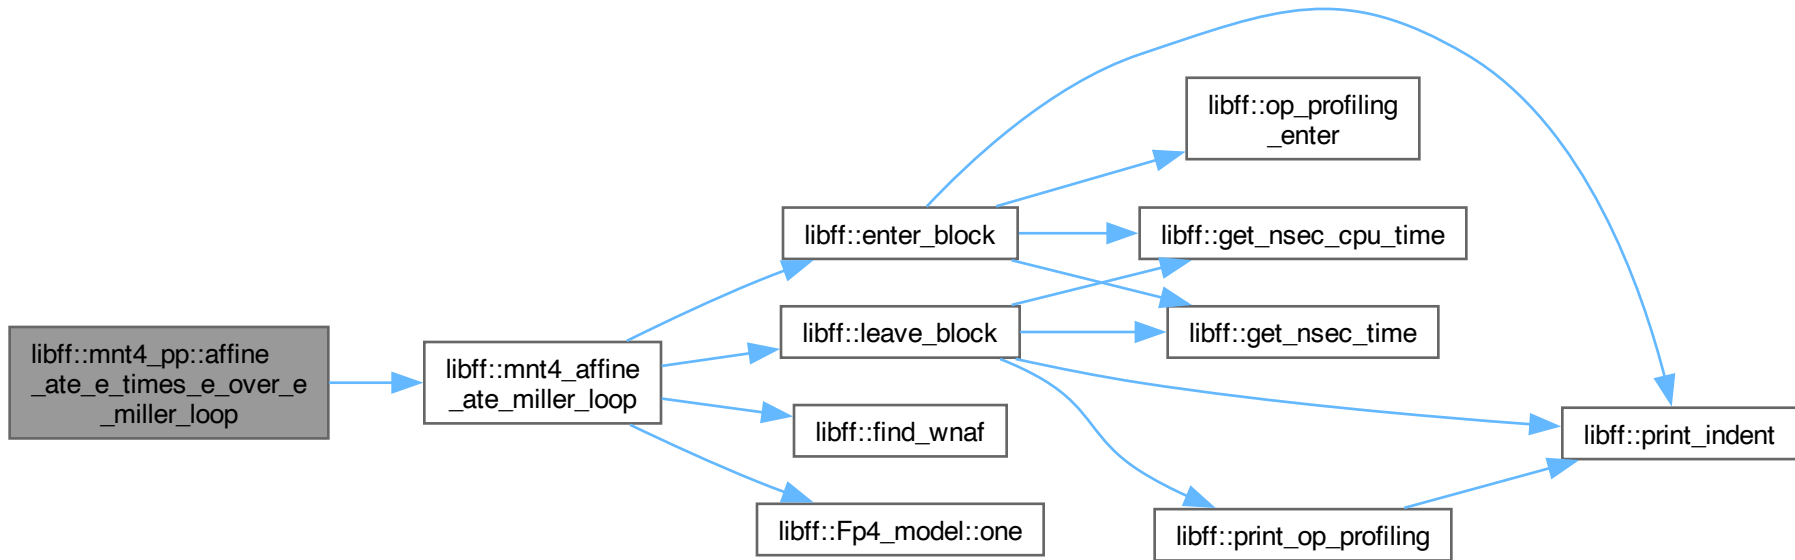 libff::mnt4_pp::affine
_ate_e_times_e_over_e
_miller_loop
libff::mnt4_affine
_ate_miller_loop
libff::enter_block
libff::leave_block
libff::find_wnaf
libff::Fp4_model::one
libff::op_profiling
_enter
libff::get_nsec_cpu_time
libff::get_nsec_time
libff::print_op_profiling
libff::print_indent